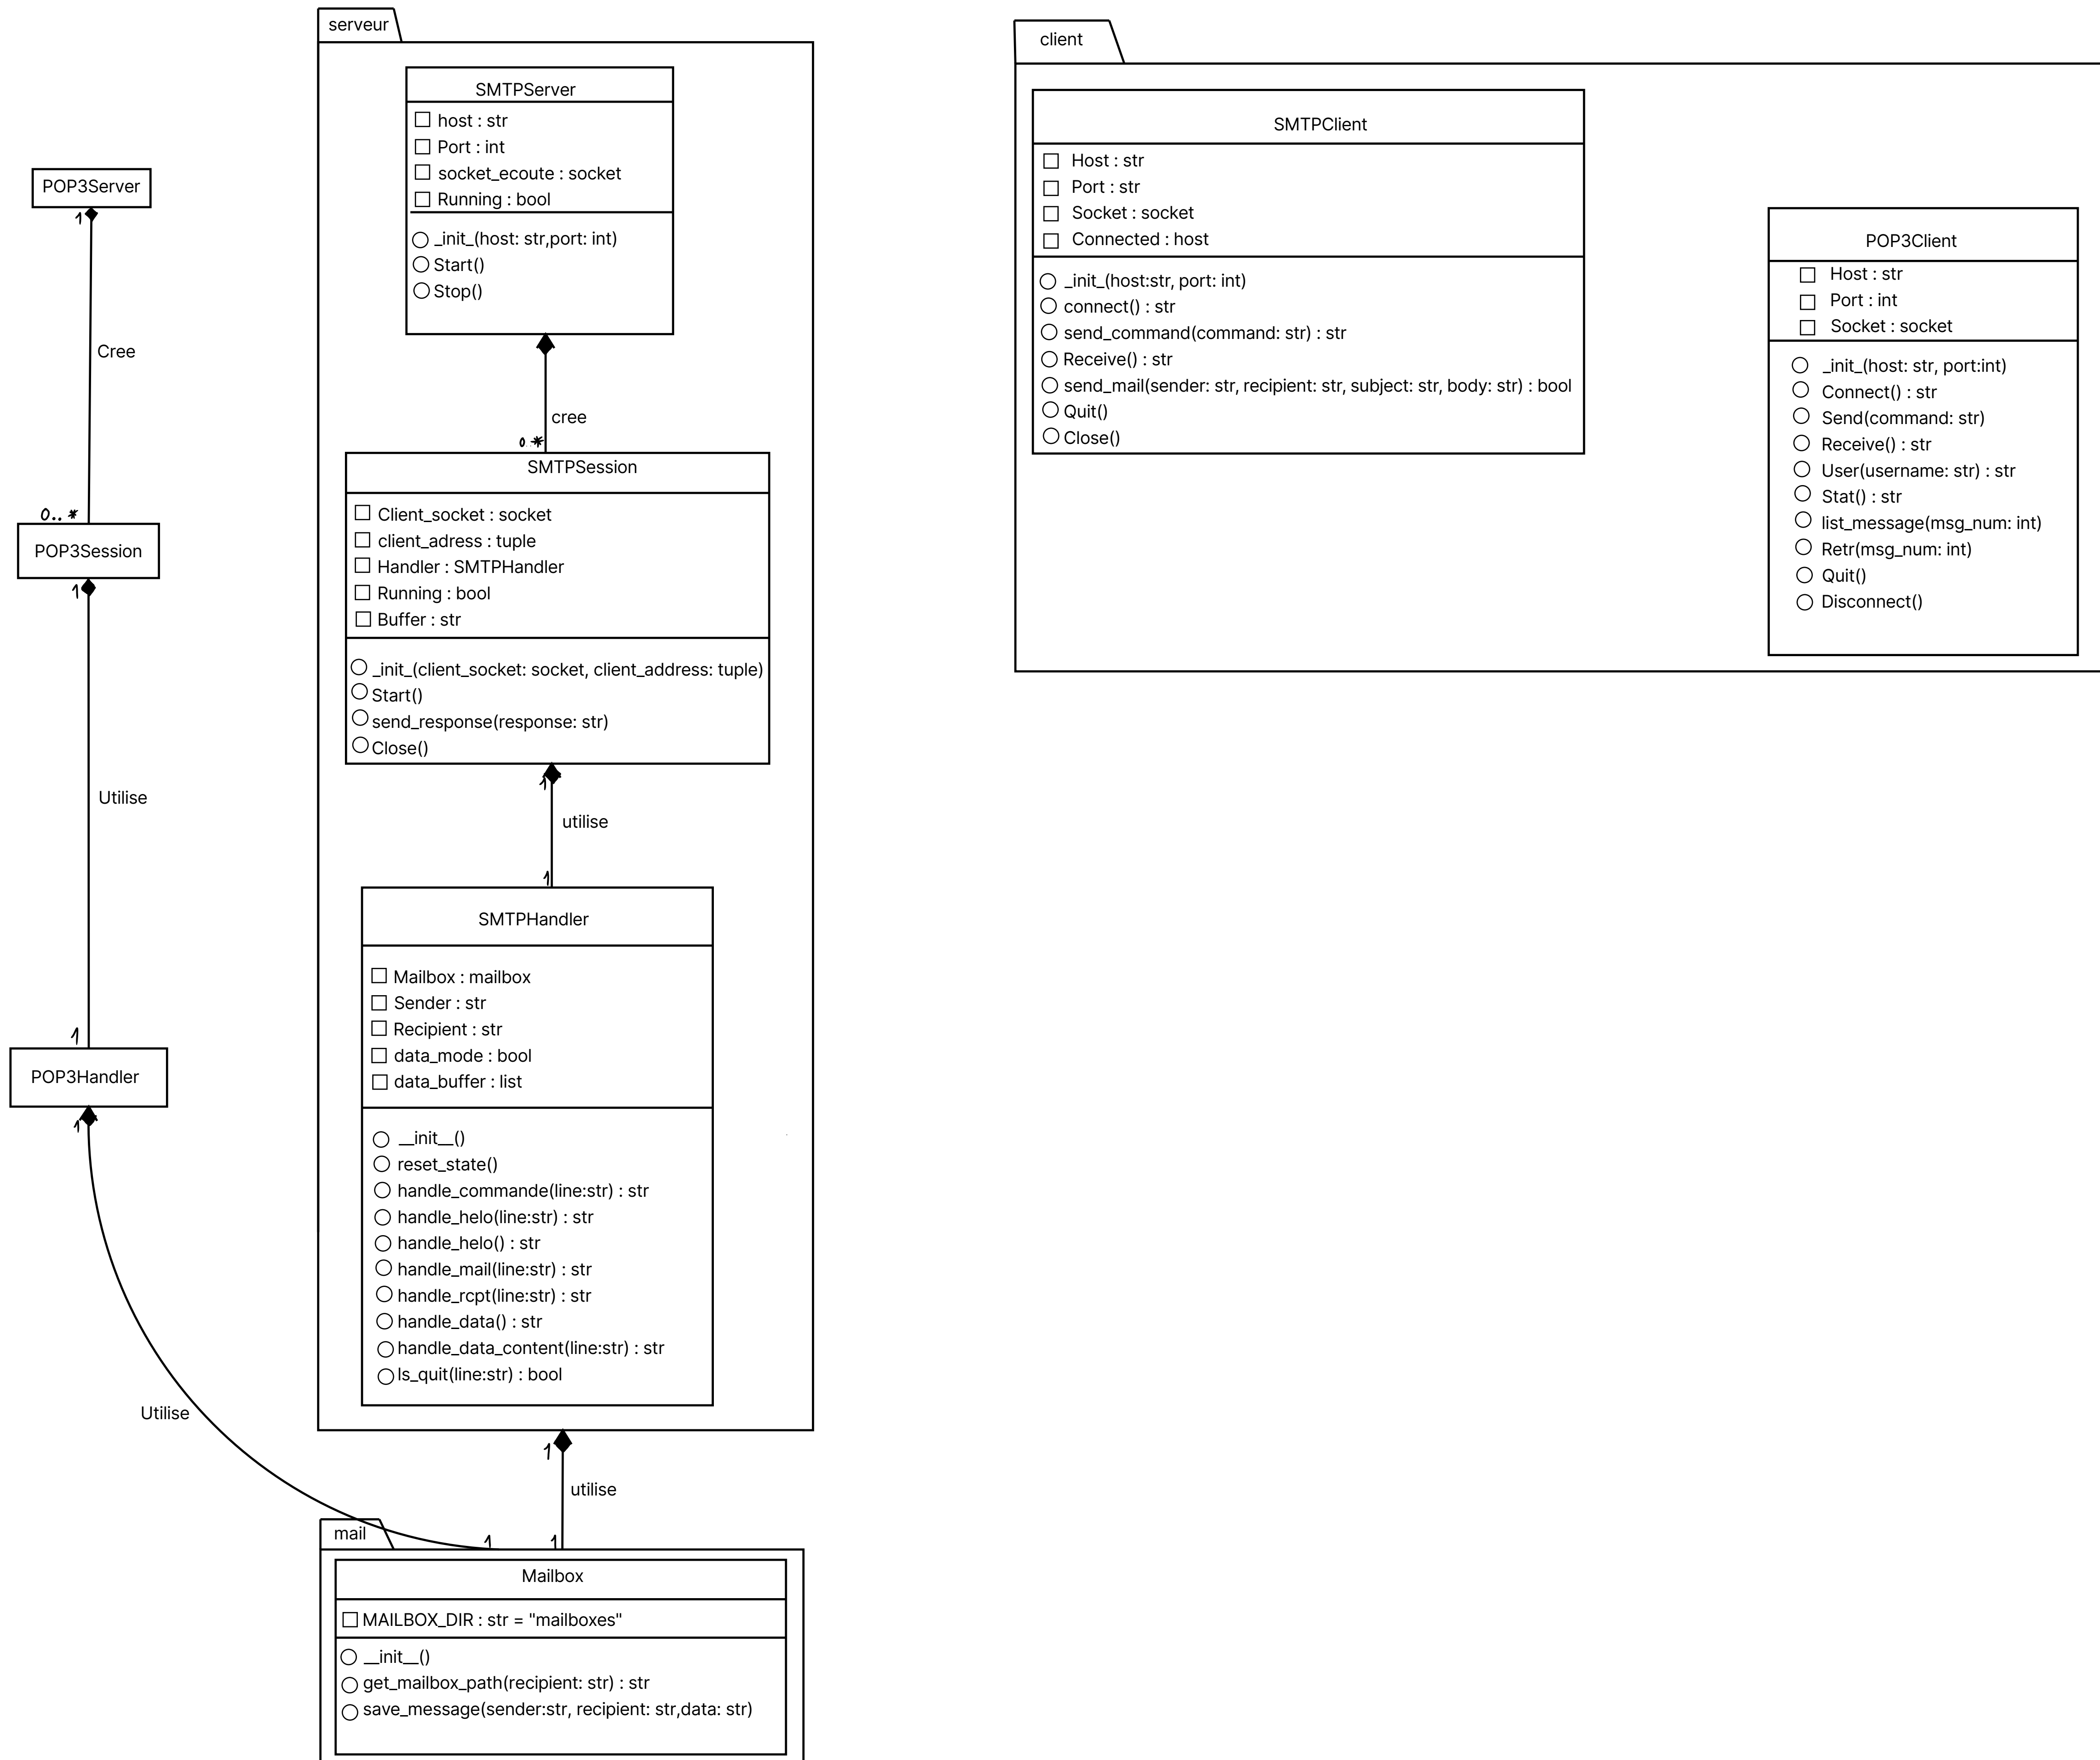 serveur
SMTPServer
host : str
Port : int
socket_ecoute : socket
Running : bool
_init_(host: str,port: int)
Start()
Stop()
cree
0 *
SMTPSession
Client_socket : socket
client_adress : tuple
Handler : SMTPHandler
Running : bool
Buffer : str
_init_(client_socket: socket, client_address: tuple)
Start()
send_response(response: str)
Close()
1
utilise
1
SMTPHandler
Mailbox : mailbox
Sender : str
Recipient : str
data_mode : bool
data_buffer : list
__init__()
reset_state()
handle_commande(line:str) : str
handle_helo(line:str) : str
handle_helo() : str
handle_mail(line:str) : str
handle_rcpt(line:str) : str
handle_data() : str
handle_data_content(line:str) : str
Is_quit(line:str) : bool
1
utilise
1
mail
Mailbox
MAILBOX_DIR : str = "mailboxes"
__init__()
get_mailbox_path(recipient: str) : str
save_message(sender:str, recipient: str,data: str)
POP3Server
1
Cree
0..*
POP3Session
1
Utilise
1
POP3Handler
1
Utilise
1
client
SMTPClient
Host : str
Port : str
Socket : socket
Connected : host
_init_(host:str, port: int)
connect() : str
send_command(command: str) : str
Receive() : str
send_mail(sender: str, recipient: str, subject: str, body: str) : bool
Quit()
Close()
POP3Client
Host : str
Port : int
Socket : socket
_init_(host: str, port:int)
Connect() : str
Send(command: str)
Receive() : str
User(username: str) : str
Stat() : str
list_message(msg_num: int)
Retr(msg_num: int)
Quit()
Disconnect()